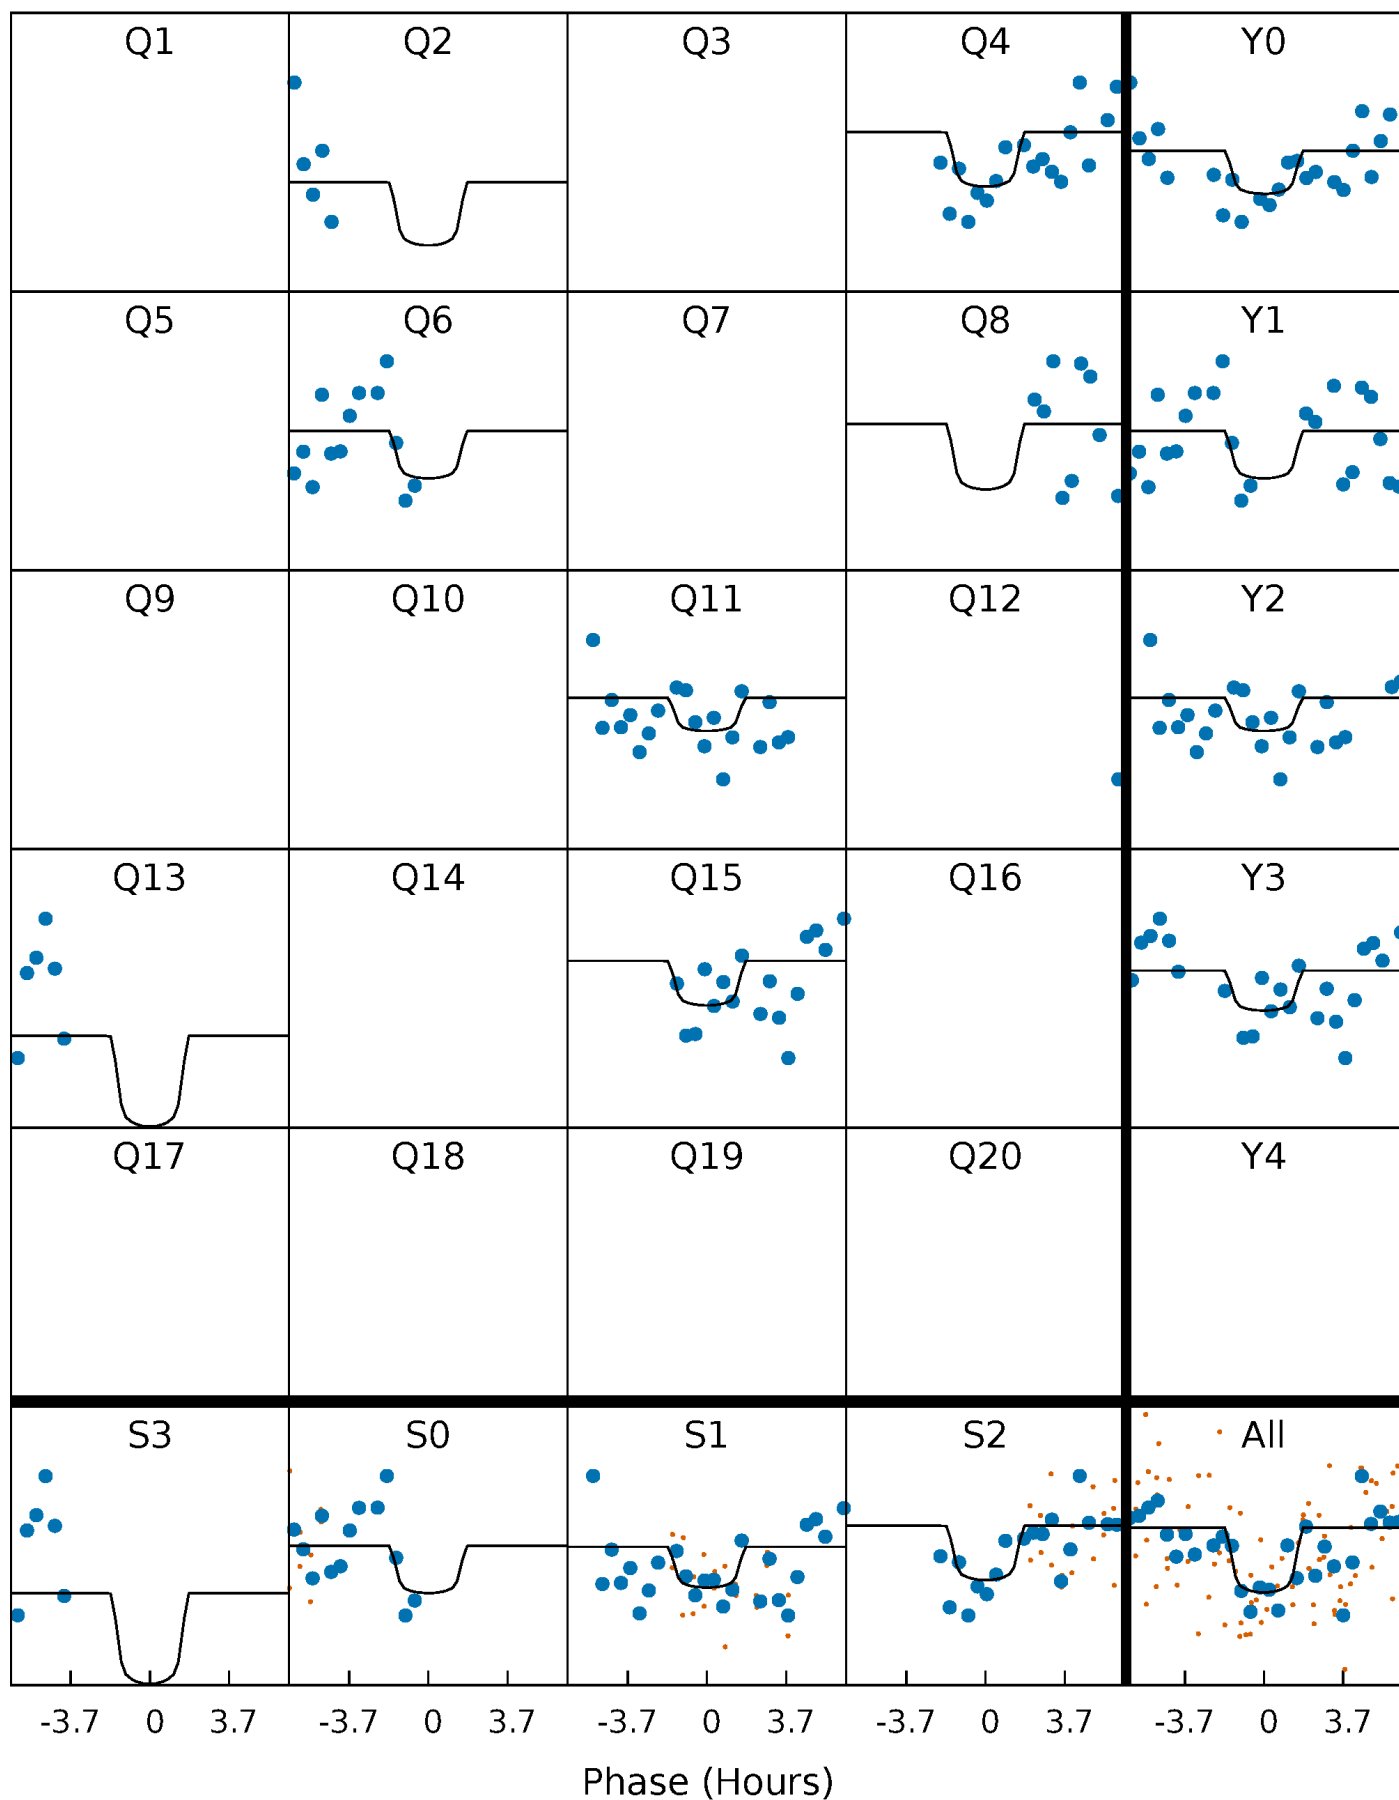 Q1 Q2 Q3 Q4 Y0
Q5 Q6 Q7 Q8 Y1
Q9 Q10 Q11 Q12 Y2
Q13 Q14 Q15 Q16 Y3
Q17 Q18 Q19 Q20 Y4
S3 S0 S1 S2 All
-3.7 0 3.7 -3.7 0 3.7 -3.7 0 3.7 -3.7 0 3.7 -3.7 0 3.7
Phase (Hours)